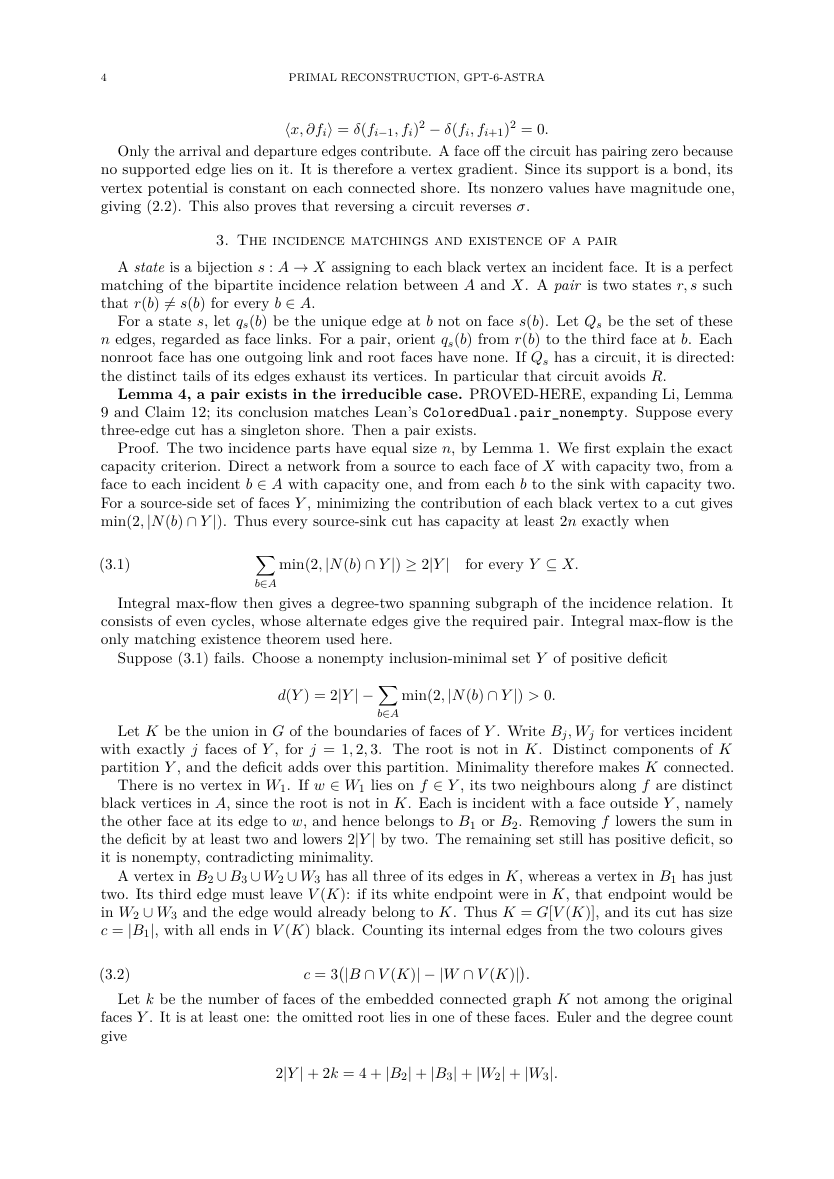 4
PRIMAL RECONSTRUCTION, GPT-6-ASTRA
⟨x, ∂f_i⟩ = δ(f_{i−1}, f_i)² − δ(f_i, f_{i+1})² = 0.
Only the arrival and departure edges contribute. A face off the circuit has pairing zero because
no supported edge lies on it. It is therefore a vertex gradient. Since its support is a bond, its
vertex potential is constant on each connected shore. Its nonzero values have magnitude one,
giving (2.2). This also proves that reversing a circuit reverses σ.
3. The incidence matchings and existence of a pair
A state is a bijection s : A → X assigning to each black vertex an incident face. It is a perfect
matching of the bipartite incidence relation between A and X. A pair is two states r, s such
that r(b) ≠ s(b) for every b ∈ A.
For a state s, let q_s(b) be the unique edge at b not on face s(b). Let Q_s be the set of these
n edges, regarded as face links. For a pair, orient q_s(b) from r(b) to the third face at b. Each
nonroot face has one outgoing link and root faces have none. If Q_s has a circuit, it is directed:
the distinct tails of its edges exhaust its vertices. In particular that circuit avoids R.
Lemma 4, a pair exists in the irreducible case. PROVED-HERE, expanding Li, Lemma
9 and Claim 12; its conclusion matches Lean's ColoredDual.pair_nonempty. Suppose every
three-edge cut has a singleton shore. Then a pair exists.
Proof. The two incidence parts have equal size n, by Lemma 1. We first explain the exact
capacity criterion. Direct a network from a source to each face of X with capacity two, from a
face to each incident b ∈ A with capacity one, and from each b to the sink with capacity two.
For a source-side set of faces Y, minimizing the contribution of each black vertex to a cut gives
min(2, |N(b) ∩ Y|). Thus every source-sink cut has capacity at least 2n exactly when
(3.1) ∑_{b∈A} min(2, |N(b) ∩ Y|) ≥ 2|Y| for every Y ⊆ X.
Integral max-flow then gives a degree-two spanning subgraph of the incidence relation. It
consists of even cycles, whose alternate edges give the required pair. Integral max-flow is the
only matching existence theorem used here.
Suppose (3.1) fails. Choose a nonempty inclusion-minimal set Y of positive deficit
d(Y) = 2|Y| − ∑_{b∈A} min(2, |N(b) ∩ Y|) > 0.
Let K be the union in G of the boundaries of faces of Y. Write B_j, W_j for vertices incident
with exactly j faces of Y, for j = 1, 2, 3. The root is not in K. Distinct components of K
partition Y, and the deficit adds over this partition. Minimality therefore makes K connected.
There is no vertex in W_1. If w ∈ W_1 lies on f ∈ Y, its two neighbours along f are distinct
black vertices in A, since the root is not in K. Each is incident with a face outside Y, namely
the other face at its edge to w, and hence belongs to B_1 or B_2. Removing f lowers the sum in
the deficit by at least two and lowers 2|Y| by two. The remaining set still has positive deficit, so
it is nonempty, contradicting minimality.
A vertex in B_2 ∪ B_3 ∪ W_2 ∪ W_3 has all three of its edges in K, whereas a vertex in B_1 has just
two. Its third edge must leave V(K): if its white endpoint were in K, that endpoint would be
in W_2 ∪ W_3 and the edge would already belong to K. Thus K = G[V(K)], and its cut has size
c = |B_1|, with all ends in V(K) black. Counting its internal edges from the two colours gives
(3.2) c = 3(|B ∩ V(K)| − |W ∩ V(K)|).
Let k be the number of faces of the embedded connected graph K not among the original
faces Y. It is at least one: the omitted root lies in one of these faces. Euler and the degree count
give
2|Y| + 2k = 4 + |B_2| + |B_3| + |W_2| + |W_3|.